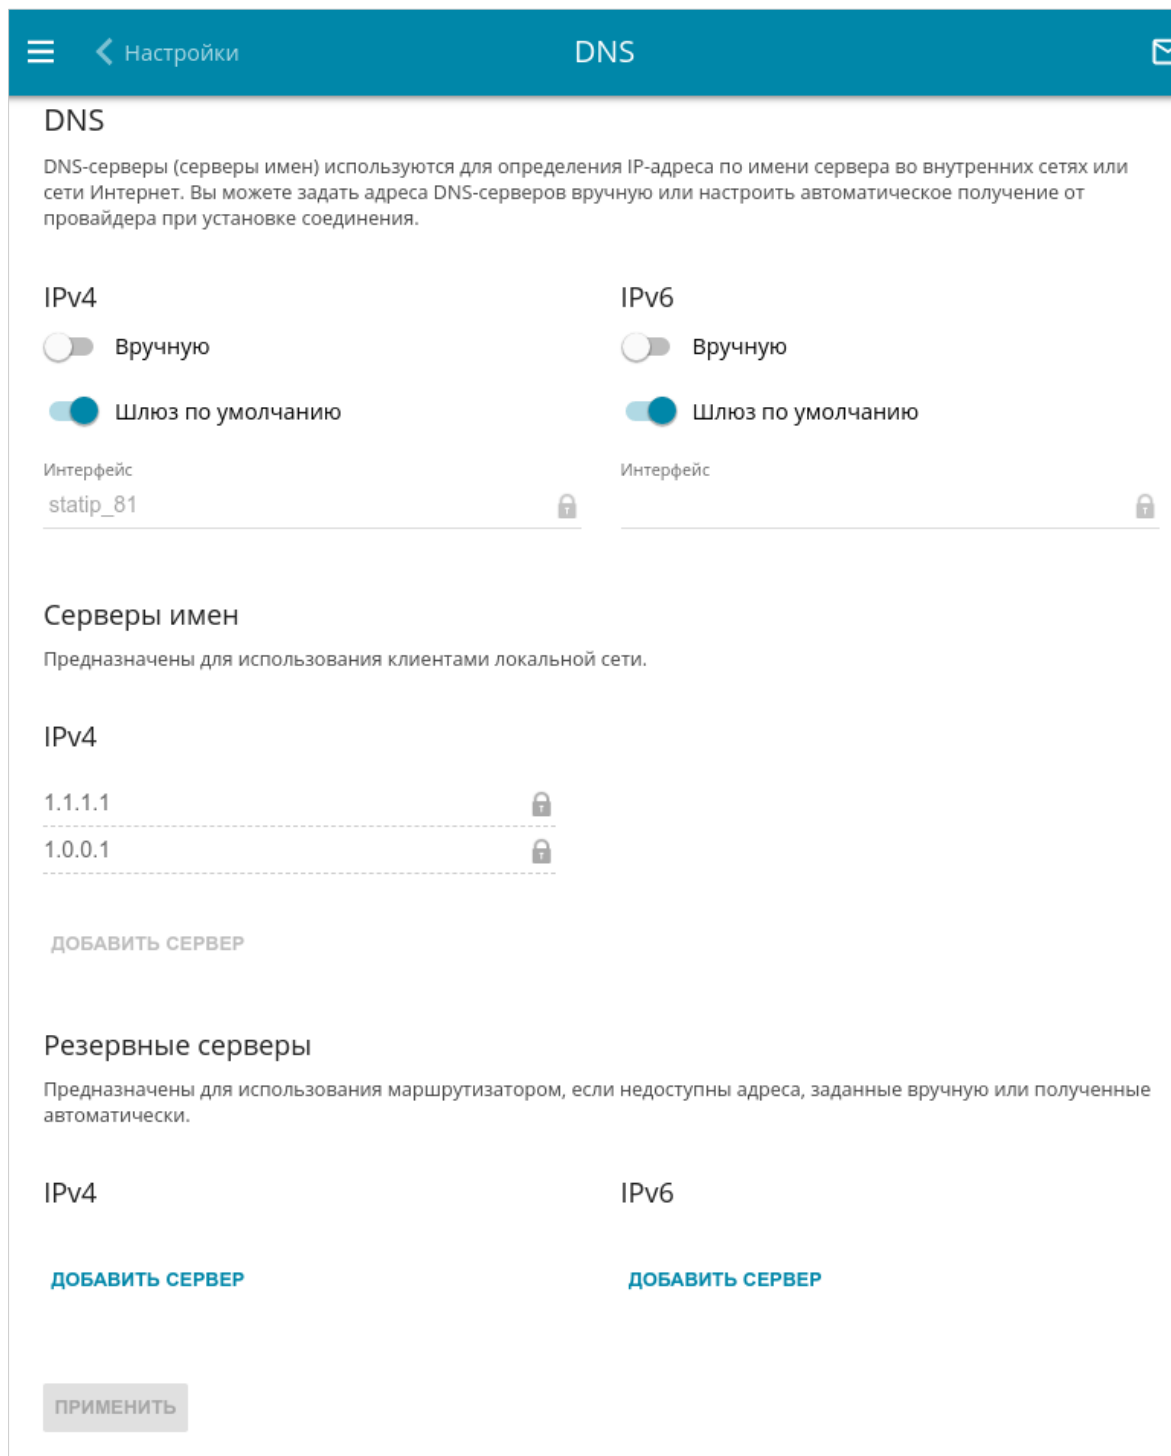 Настройки
DNS
DNS
DNS-серверы (серверы имен) используются для определения IP-адреса по имени сервера во внутренних сетях или
сети Интернет. Вы можете задать адреса DNS-серверов вручную или настроить автоматическое получение от
провайдера при установке соединения.
IPv4
Вручную
Шлюз по умолчанию
Интерфейс
statip_81
IPv6
Вручную
Шлюз по умолчанию
Интерфейс
Серверы имен
Предназначены для использования клиентами локальной сети.
IPv4
1.1.1.1
1.0.0.1
ДОБАВИТЬ СЕРВЕР
Резервные серверы
Предназначены для использования маршрутизатором, если недоступны адреса, заданные вручную или полученные
автоматически.
IPv4
ДОБАВИТЬ СЕРВЕР
IPv6
ДОБАВИТЬ СЕРВЕР
ПРИМЕНИТЬ